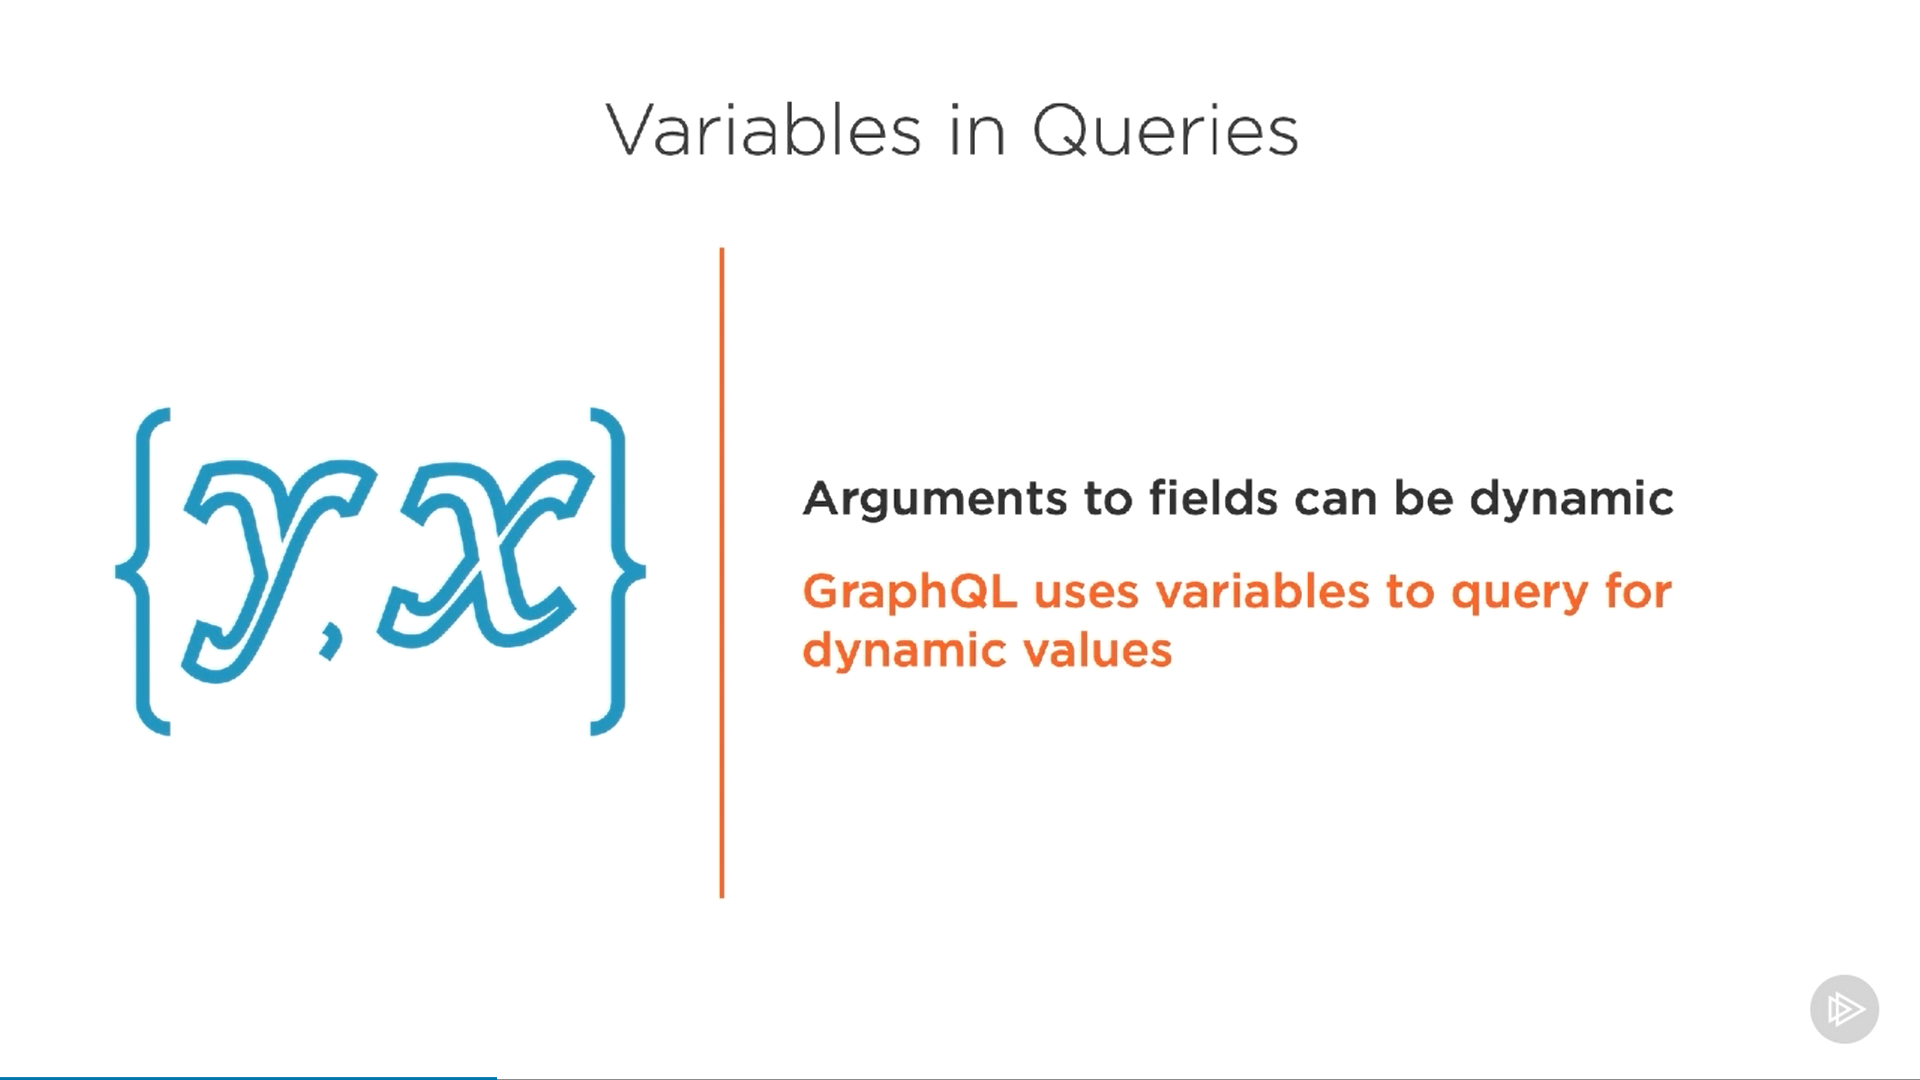 Variables in Queries
{y, x}
Arguments to fields can be dynamic
GraphQL uses variables to query for
dynamic values